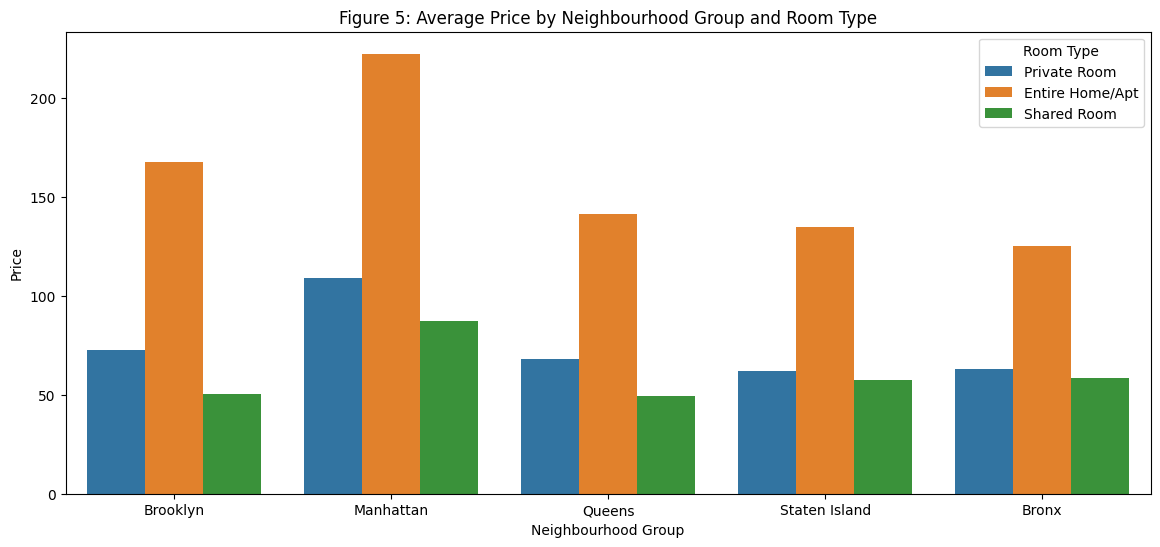 Figure 5: Average Price by Neighbourhood Group and Room Type
Room Type
Private Room
Entire Home/Apt
Shared Room
200
150
100
50
0
Price
Brooklyn Manhattan Queens Staten Island Bronx
Neighbourhood Group